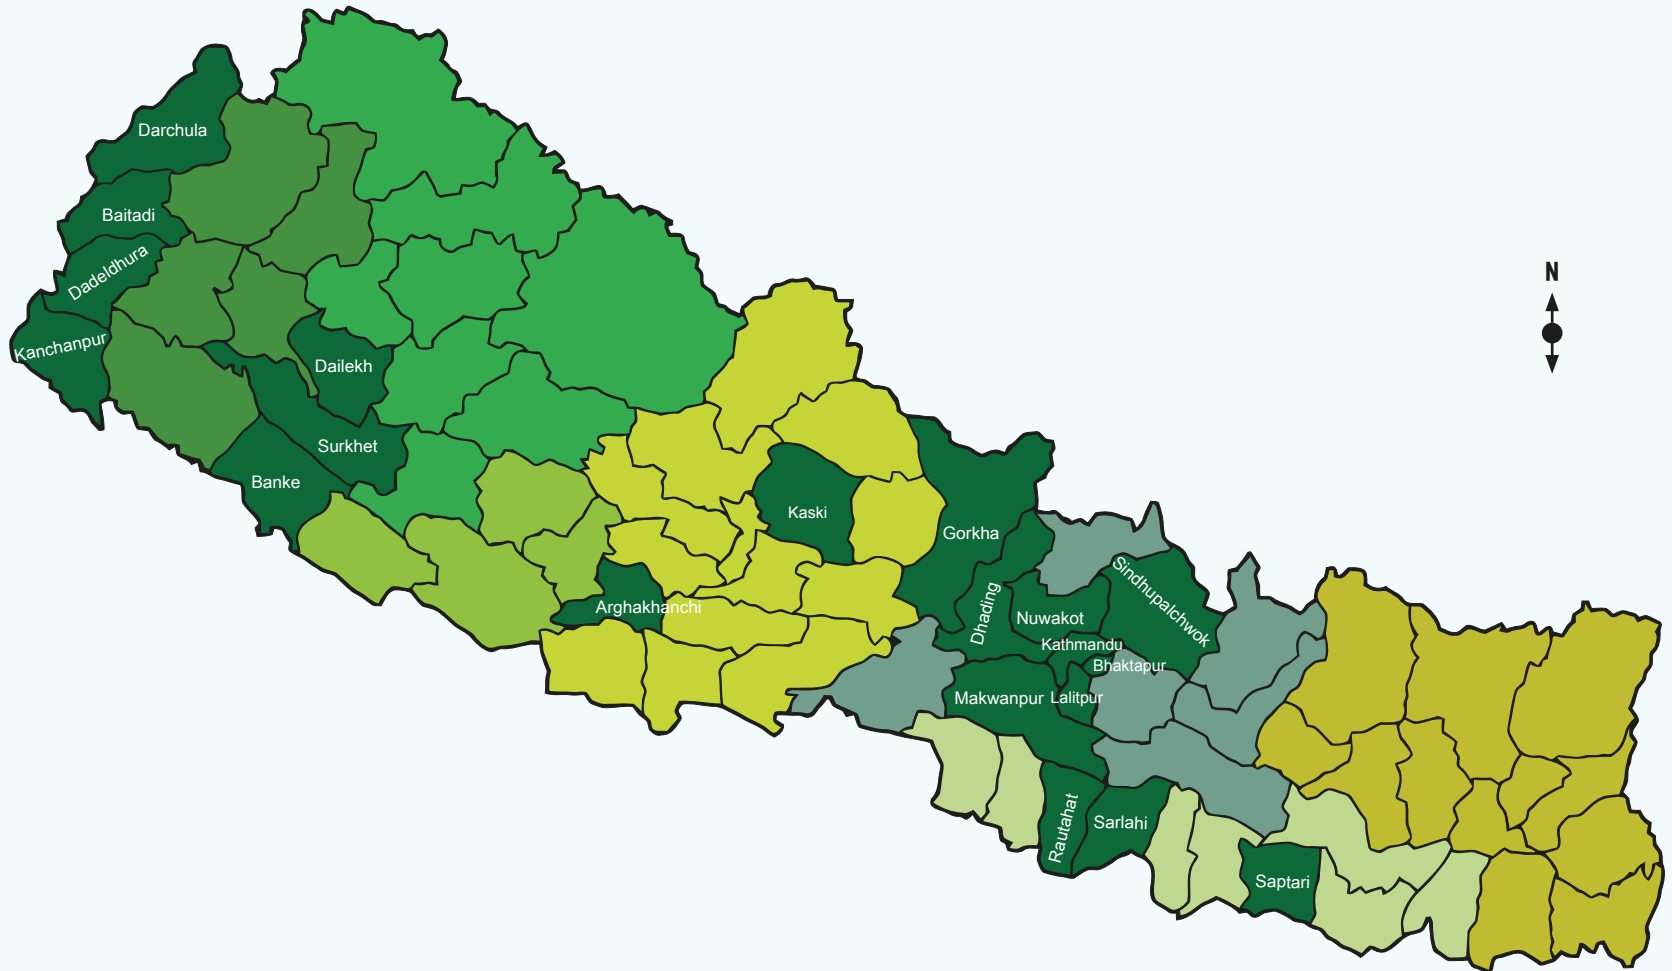 Darchula
Baitadi
Dadeldhura
Kanchanpur
Dailekh
Surkhet
Banke
Kaski
Arghakhanchi
Gorkha
Dhading
Nuwakot
Sindhupalchwok
Kathmandu
Bhaktapur
Makwanpur
Lalitpur
Rautahat
Sarlahi
Saptari
N